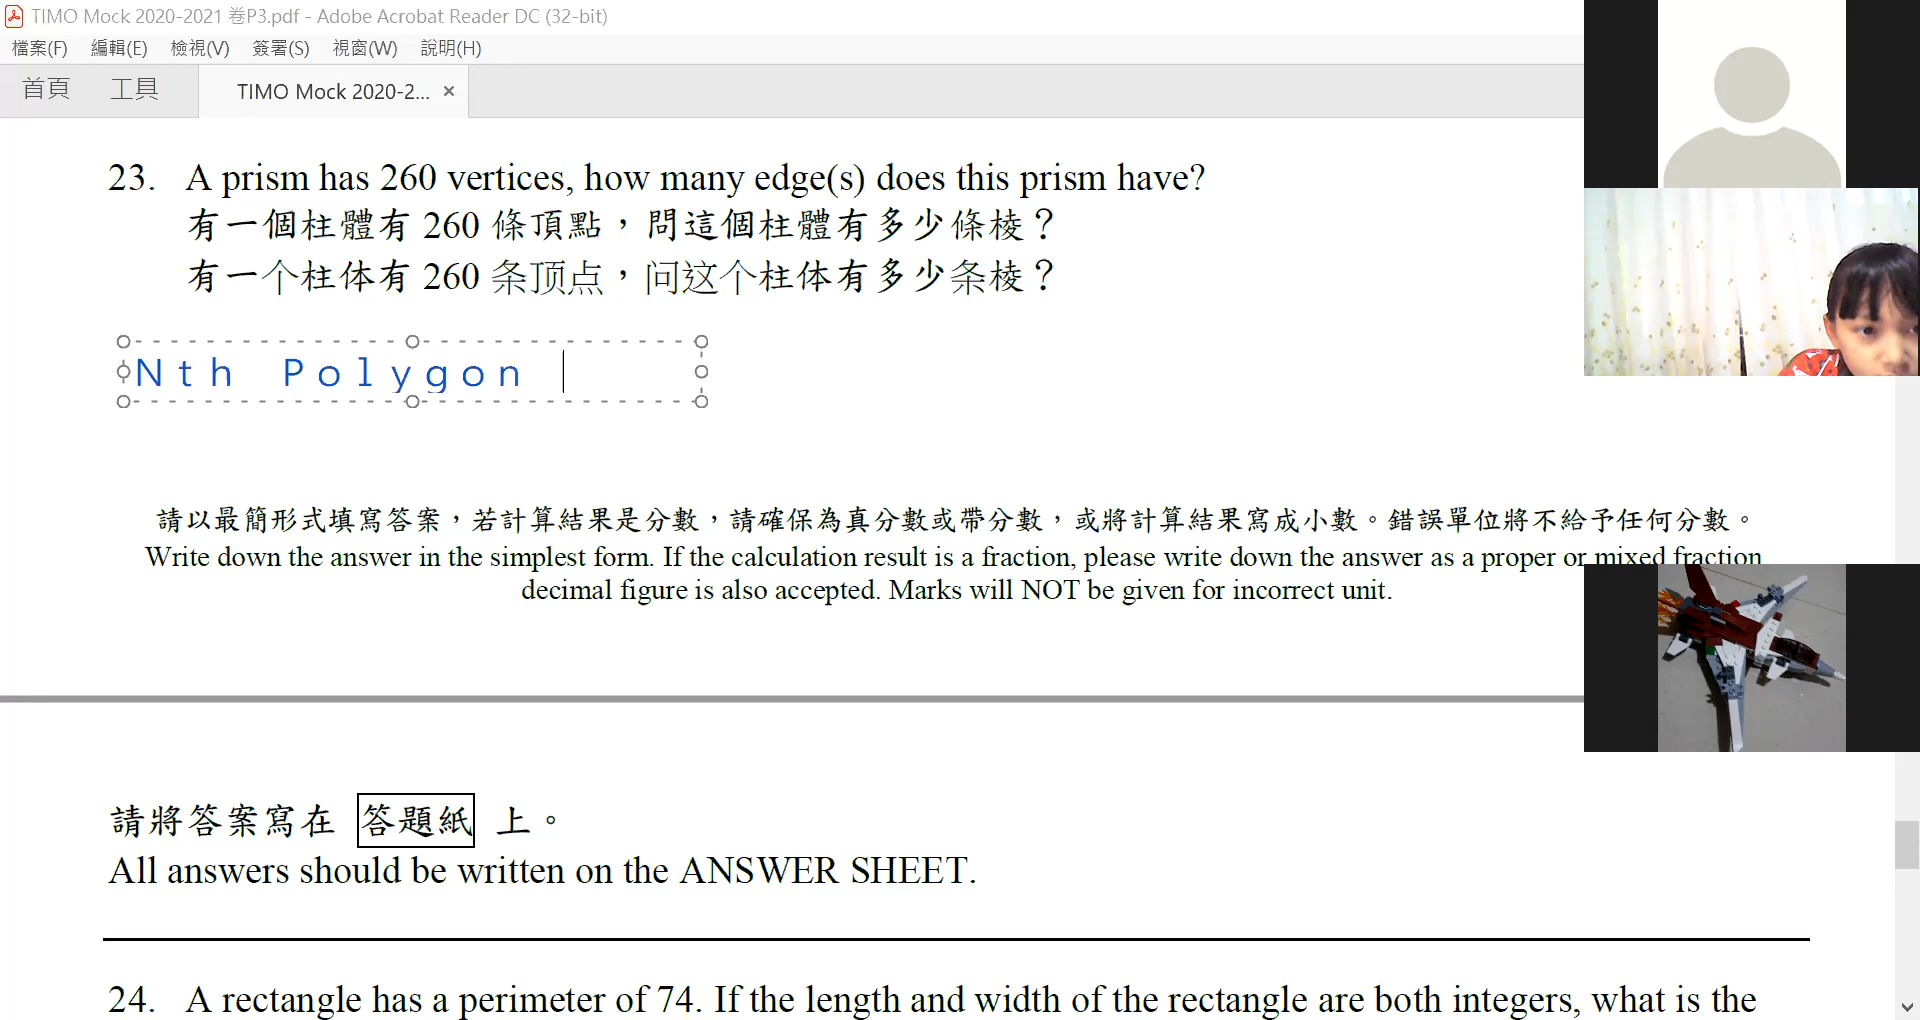 TIMO Mock 2020-2021 卷P3.pdf - Adobe Acrobat Reader DC (32-bit)
檔案(F) 編輯(E) 檢視(V) 簽署(S) 視窗(W) 說明(H)
首頁 工具 TIMO Mock 2020-2... ×
23. A prism has 260 vertices, how many edge(s) does this prism have?
有一個柱體有 260 條頂點，問這個柱體有多少條棱？
有一个柱体有 260 条顶点，问这个柱体有多少条棱？
Nth Polygon
請以最簡形式填寫答案，若計算結果是分數，請確保為真分數或帶分數，或將計算結果寫成小數。錯誤單位將不給予任何分數。
Write down the answer in the simplest form. If the calculation result is a fraction, please write down the answer as a proper or mixed fraction
decimal figure is also accepted. Marks will NOT be given for incorrect unit.
請將答案寫在 答題紙 上。
All answers should be written on the ANSWER SHEET.
24. A rectangle has a perimeter of 74. If the length and width of the rectangle are both integers, what is the